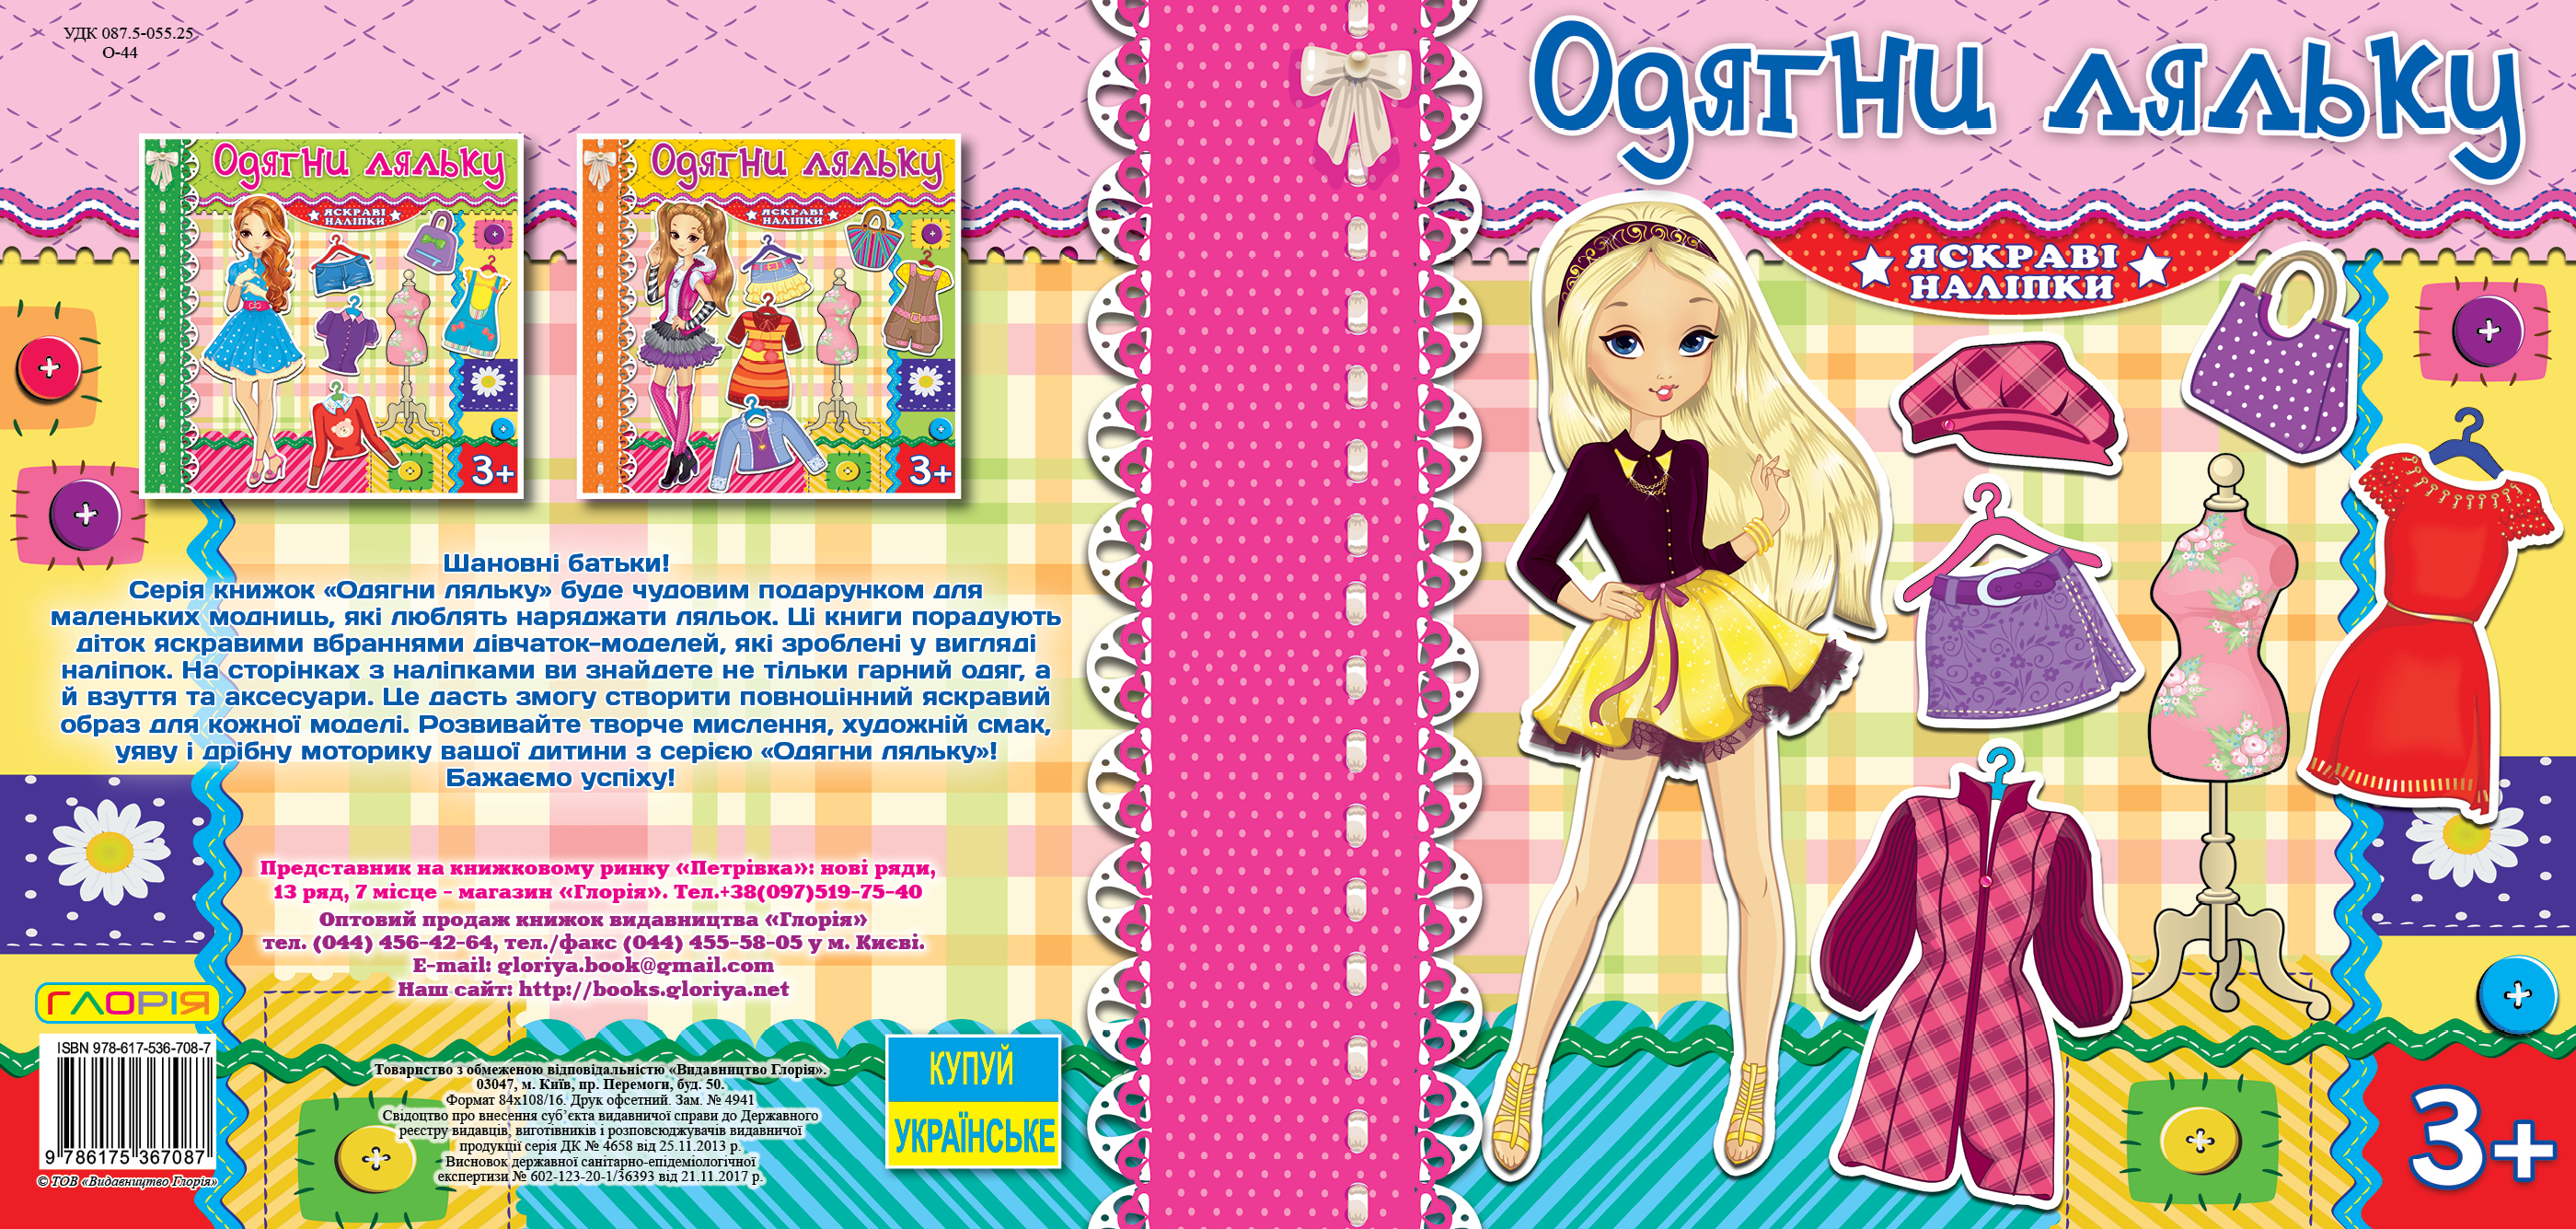 УДК 087.5-055.25
О-44
Одягни ляльку
ЯСКРАВІ
НАЛІПКИ
3+
Одягни ляльку
ЯСКРАВІ
НАЛІПКИ
3+
Шановні батьки!
Серія книжок «Одягни ляльку» буде чудовим подарунком для
маленьких модниць, які люблять наряджати ляльок. Ці книги порадують
діток яскравими вбраннями дівчаток-моделей, які зроблені у вигляді
наліпок. На сторінках з наліпками ви знайдете не тільки гарний одяг, а
й взуття та аксесуари. Це дасть змогу створити повноцінний яскравий
образ для кожної моделі. Розвивайте творче мислення, художній смак,
уяву і дрібну моторику вашої дитини з серією «Одягни ляльку»!
Бажаємо успіху!
Представник на книжковому ринку «Петрівка»: нові ряди,
13 ряд, 7 місце - магазин «Глорія». Тел.+38(097)519-75-40
Оптовий продаж книжок видавництва «Глорія»
тел. (044) 456-42-64, тел./факс (044) 455-58-05 у м. Києві.
E-mail: gloriya.book@gmail.com
Наш сайт: http://books.gloriya.net
ГЛОРІЯ
ISBN 978-617-536-708-7
9 786175 367087
© ТОВ «Видавництво Глорія»
Товариство з обмеженою відповідальністю «Видавництво Глорія».
03047, м. Київ, пр. Перемоги, буд. 50.
Формат 84х108/16. Друк офсетний. Зам. № 4941
Свідоцтво про внесення суб’єкта видавничої справи до Державного
реєстру видавців, виготівників і розповсюджувачів видавничої
продукції серія ДК № 4658 від 25.11.2013 р.
Висновок державної санітарно-епідеміологічної
експертизи № 602-123-20-1/36393 від 21.11.2017 р.
КУПУЙ
УКРАЇНСЬКЕ
Одягни ляльку
ЯСКРАВІ
НАЛІПКИ
3+